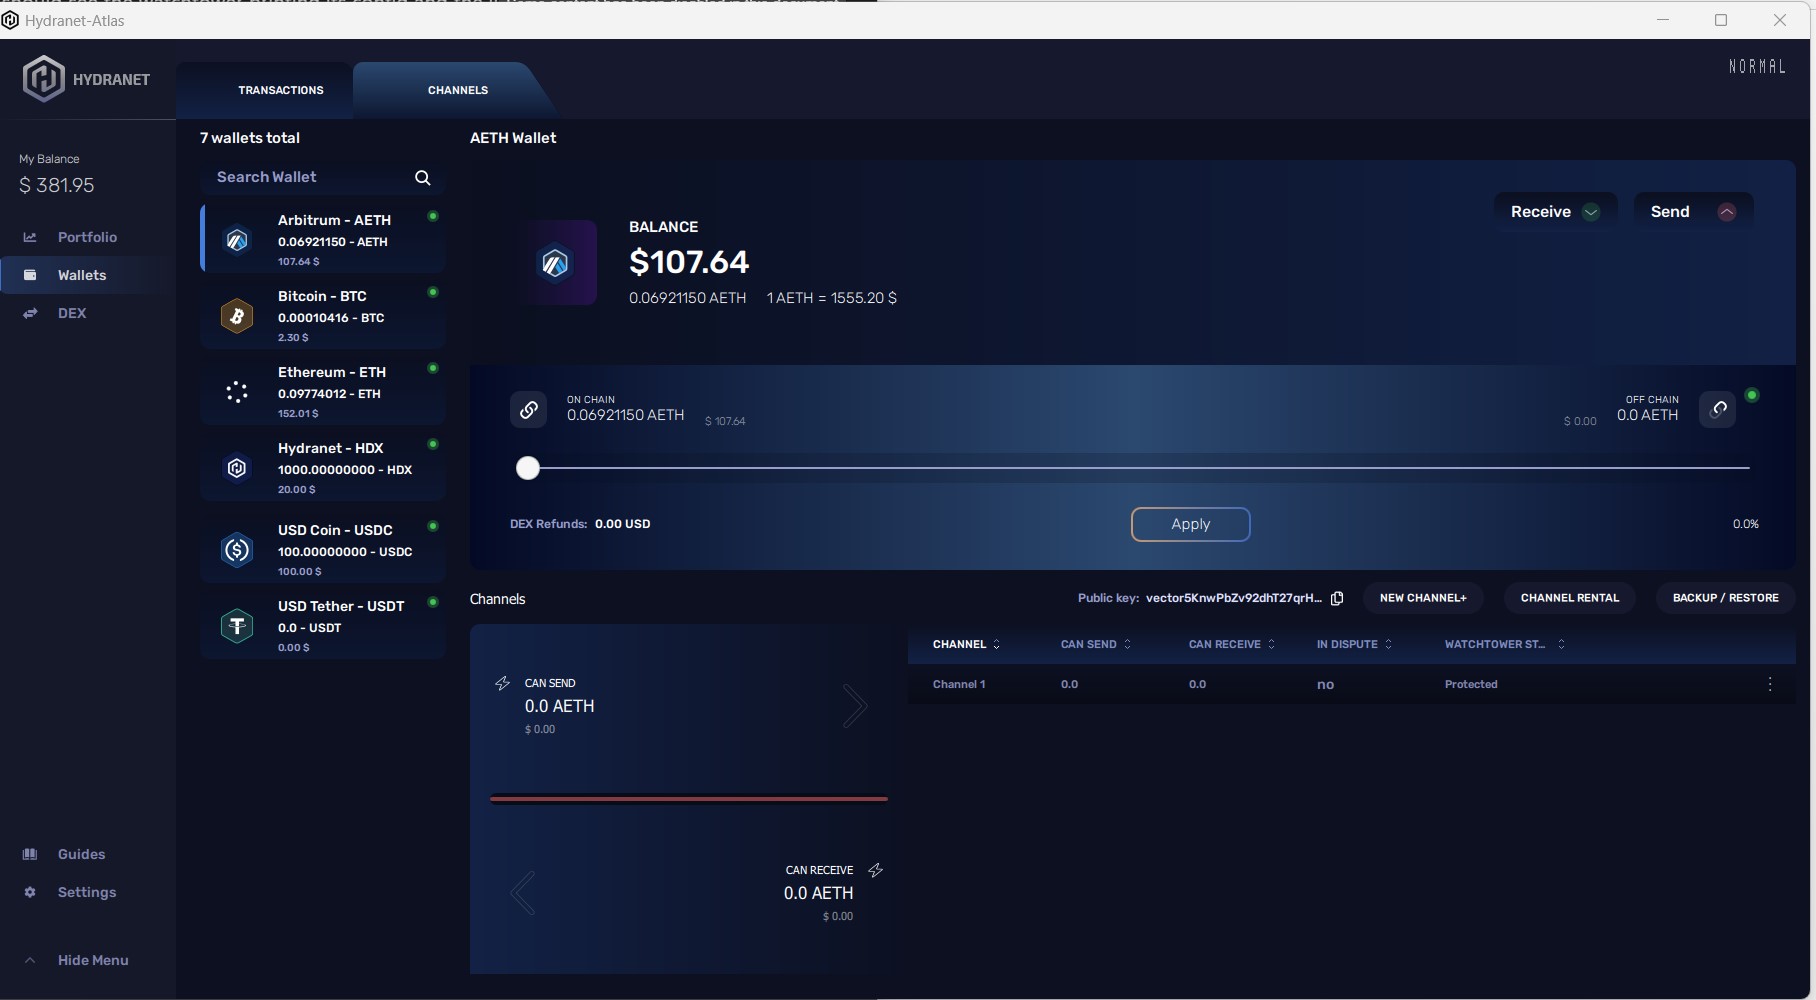 Hydranet-Atlas
HYDRANET
TRANSACTIONS
CHANNELS
NORMAL
My Balance
$ 381.95
Portfolio
Wallets
DEX
Guides
Settings
Hide Menu
7 wallets total
Search Wallet
Arbitrum - AETH
0.06921150 - AETH
107.64 $
Bitcoin - BTC
0.00010416 - BTC
2.30 $
Ethereum - ETH
0.09774012 - ETH
152.01 $
Hydranet - HDX
1000.00000000 - HDX
20.00 $
USD Coin - USDC
100.00000000 - USDC
100.00 $
USD Tether - USDT
0.0 - USDT
0.00 $
AETH Wallet
Receive
Send
BALANCE
$107.64
0.06921150 AETH 1 AETH = 1555.20 $
ON CHAIN
0.06921150 AETH $ 107.64
OFF CHAIN
$ 0.00 0.0 AETH
DEX Refunds: 0.00 USD
Apply
0.0%
Channels
Public key: vector5KnwPbZv92dhT27qrH...
NEW CHANNEL+
CHANNEL RENTAL
BACKUP / RESTORE
CAN SEND
0.0 AETH
$ 0.00
CAN RECEIVE
0.0 AETH
$ 0.00
CHANNEL CAN SEND CAN RECEIVE IN DISPUTE WATCHTOWER ST...
Channel 1 0.0 0.0 no Protected